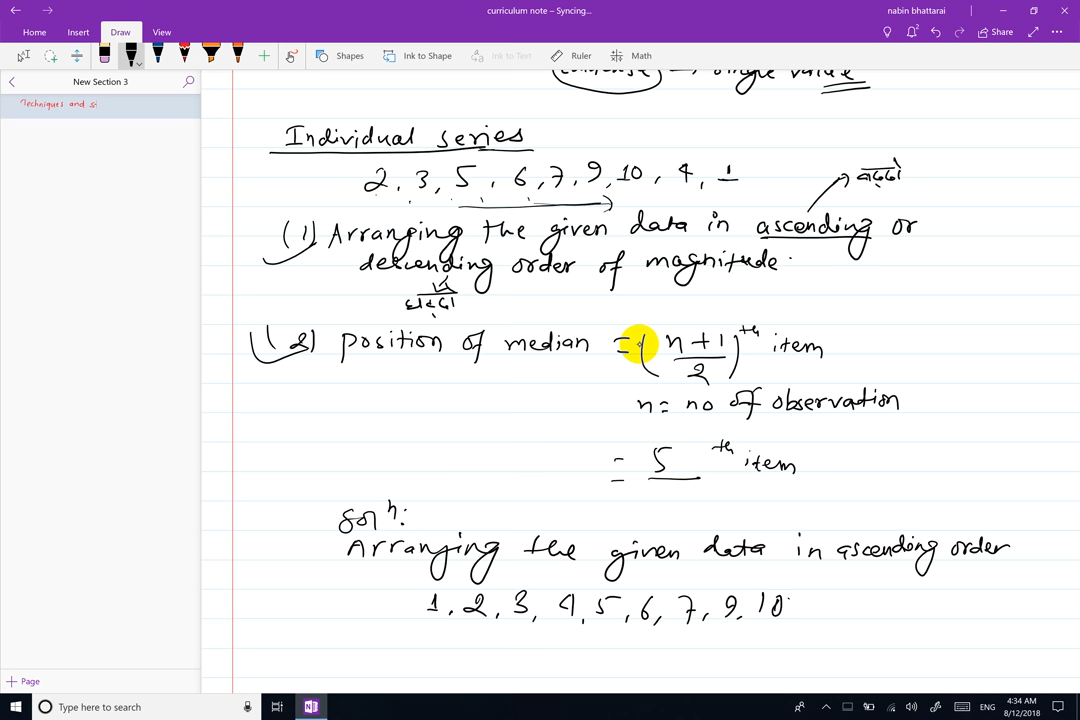 curriculum note – Syncing...
nabin bhattarai
Home Insert Draw View
Share
Shapes Ink to Shape Ink to Text Ruler Math
New Section 3
Techniques and
single value
Individual series
2, 3, 5, 6, 7, 9, 10, 4, 1
(1) Arranging the given data in ascending or
descending order of magnitude.
(2) position of median = (n+1/2)th item
n = no of observation
= 5 th item
Solⁿ:
Arranging the given data in ascending order
1, 2, 3, 4, 5, 6, 7, 9, 10
+ Page
Type here to search
ENG
4:34 AM
8/12/2018